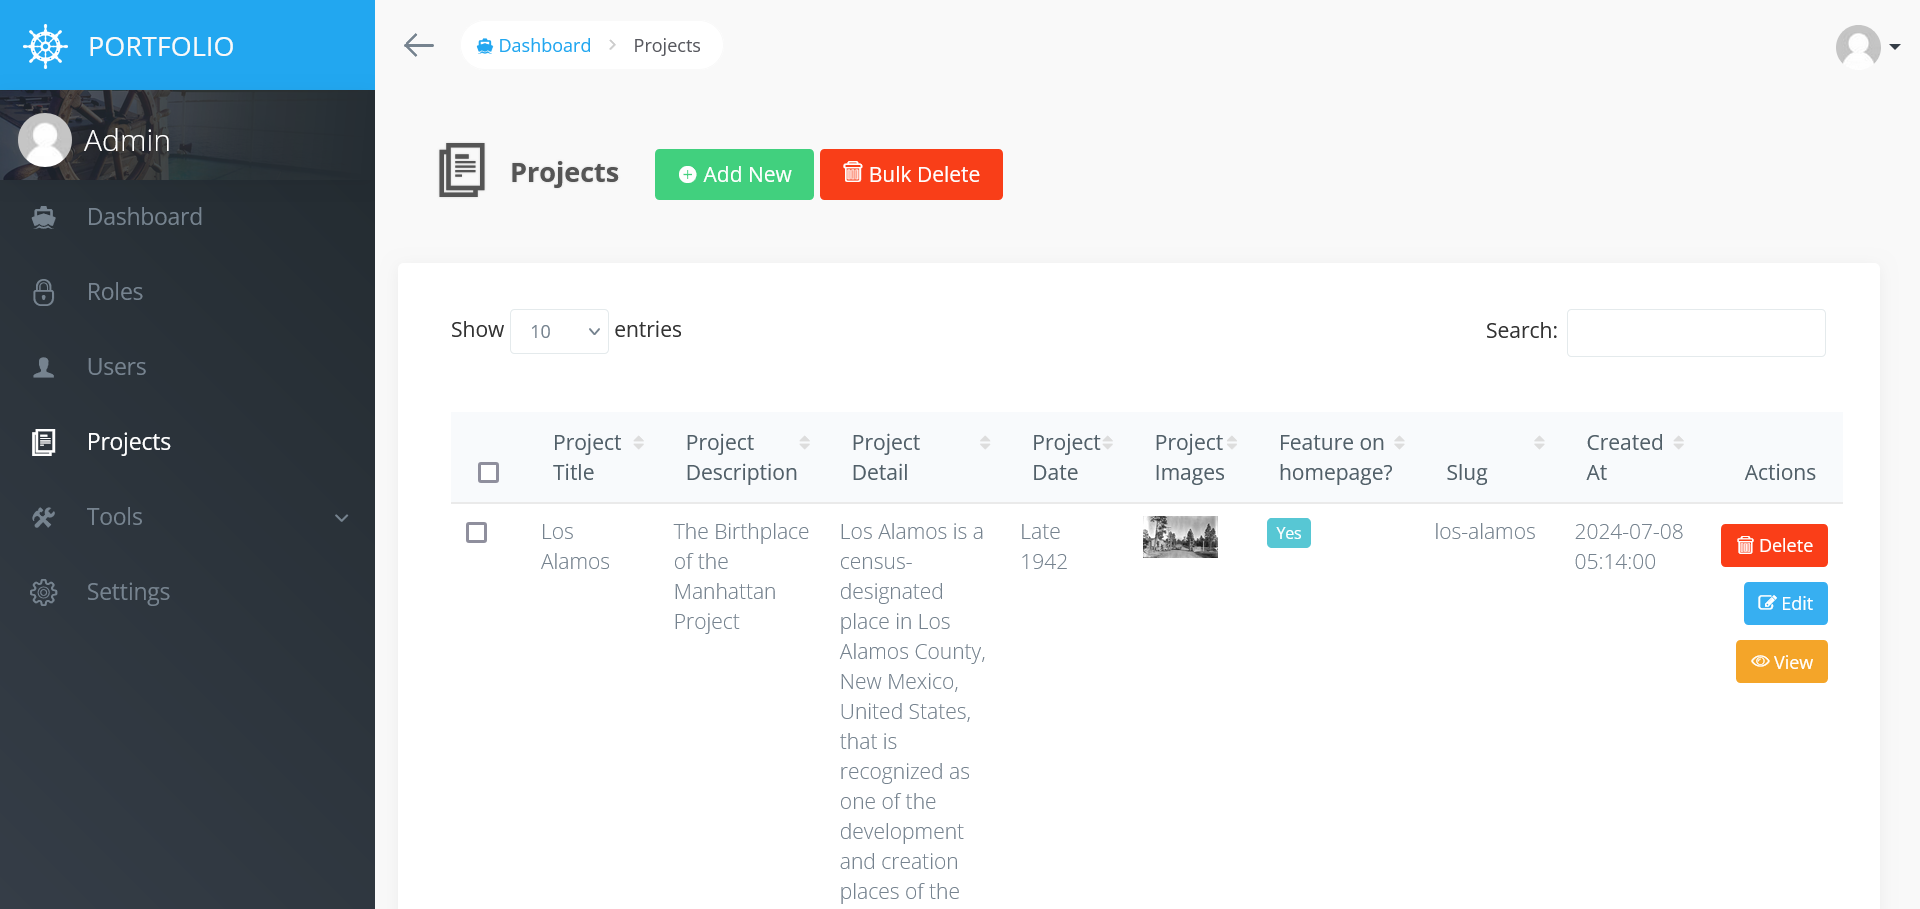 PORTFOLIO
Dashboard > Projects
Admin
Dashboard
Roles
Users
Projects
Tools
Settings
Projects
Add New
Bulk Delete
Show 10 entries
Search:
Project Title
Project Description
Project Detail
Project Date
Project Images
Feature on homepage?
Slug
Created At
Actions
Los
Alamos
The Birthplace
of the
Manhattan
Project
Los Alamos is a
census-
designated
place in Los
Alamos County,
New Mexico,
United States,
that is
recognized as
one of the
development
and creation
places of the
Late
1942
Yes
los-alamos
2024-07-08
05:14:00
Delete
Edit
View